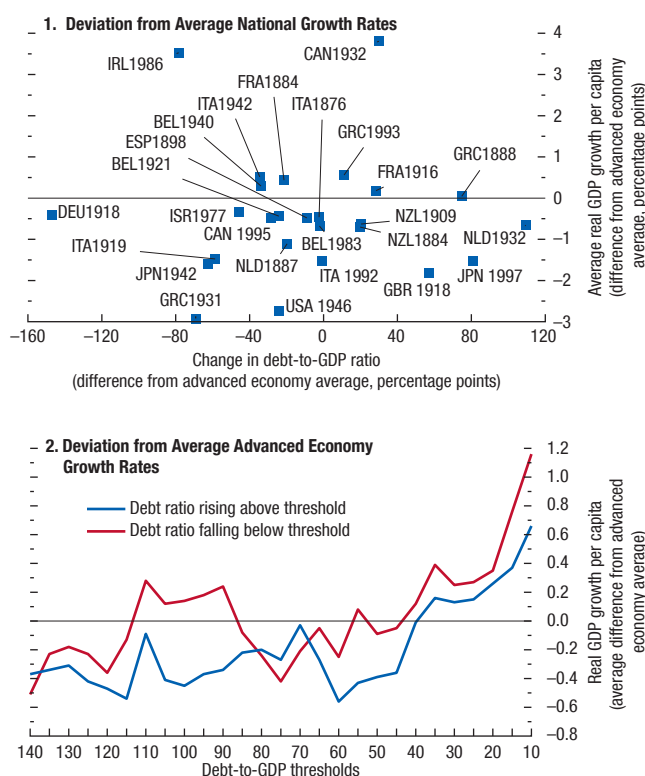 1. Deviation from Average National Growth Rates
4
3
2
1
0
–1
–2
–3
IRL1986
CAN1932
FRA1884
ITA1942
ITA1876
BEL1940
ESP1898
BEL1921
GRC1993
GRC1888
FRA1916
DEU1918
ISR1977
CAN 1995
NZL1909
NZL1884
NLD1932
BEL1983
ITA1919
NLD1887
JPN1942
ITA 1992
GBR 1918
JPN 1997
GRC1931
USA 1946
–160
–120
–80
–40
0
40
80
120
Change in debt-to-GDP ratio
(difference from advanced economy average, percentage points)
Average real GDP growth per capita
(difference from advanced economy
average, percentage points)
2. Deviation from Average Advanced Economy
Growth Rates
Debt ratio rising above threshold
Debt ratio falling below threshold
1.2
1.0
0.8
0.6
0.4
0.2
0.0
–0.2
–0.4
–0.6
–0.8
140 130 120 110 100 90 80 70 60 50 40 30 20 10
Debt-to-GDP thresholds
Real GDP growth per capita
(average difference from advanced
economy average)